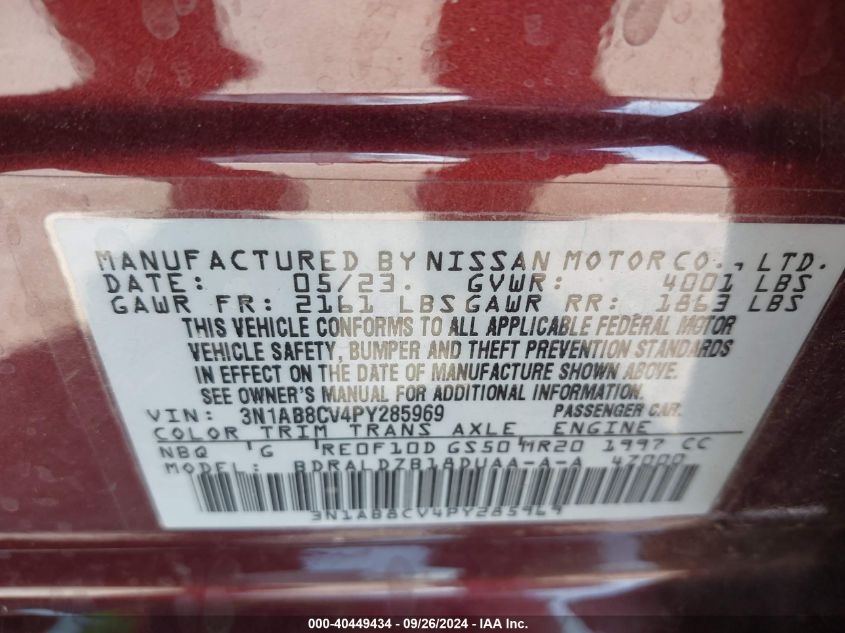 MANUFACTURED BY NISSAN MOTOR CO., LTD.
DATE: 05/23. GVWR: 4001 LBS
GAWR FR: 2161 LBS GAWR RR: 1863 LBS
THIS VEHICLE CONFORMS TO ALL APPLICABLE FEDERAL MOTOR
VEHICLE SAFETY, BUMPER AND THEFT PREVENTION STANDARDS
IN EFFECT ON THE DATE OF MANUFACTURE SHOWN ABOVE.
SEE OWNER'S MANUAL FOR ADDITIONAL INFORMATION.
VIN: 3N1AB8CV4PY285969 PASSENGER CAR.
COLOR TRIM TRANS AXLE ENGINE
NBQ G RE0F10D GS50 MR20 1997 CC
BDRALDZB18DUAA-A-A 47000
3N1AB8CV4PY285969
000-40449434 - 09/26/2024 - IAA Inc.